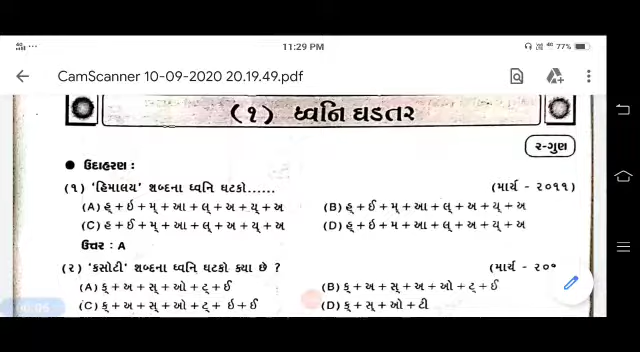 11:29 PM
77%
CamScanner 10-09-2020 20.19.49.pdf
(૧) ધ્વનિ ઘડતર
૨-ગુણ
● ઉદાહરણ :
(૧) 'હિમાલય' શબ્દના ધ્વનિ ઘટકો...... (માર્ચ - ૨૦૧૧)
(A) હ્ + ઇ + મ્ + આ + લ્ + અ + ય્ + અ (B) હ્ + ઈ + મ્ + આ + લ્ + અ + ય + અ
(C) હ + ઈ + મ્ + આ + લ્ + અ + ય્ + અ (D) હ્ + ઇ + મ + આ + લ્ + અ + ય + અ
ઉત્તર : A
(૨) 'કસોટી' શબ્દના ધ્વનિ ઘટકો ક્યા છે ? (માર્ચ - ૨૦૧
(A) ક્ + અ + સ્ + ઓ + ટ્ + ઈ (B) ક્ + અ + સ્ + અ + ઓ + ટ્ + ઈ
(C) ક્ + અ + સ્ + ઓ + ટ્ + ઇ + ઈ (D) ક્ + સ્ + ઓ + ટી